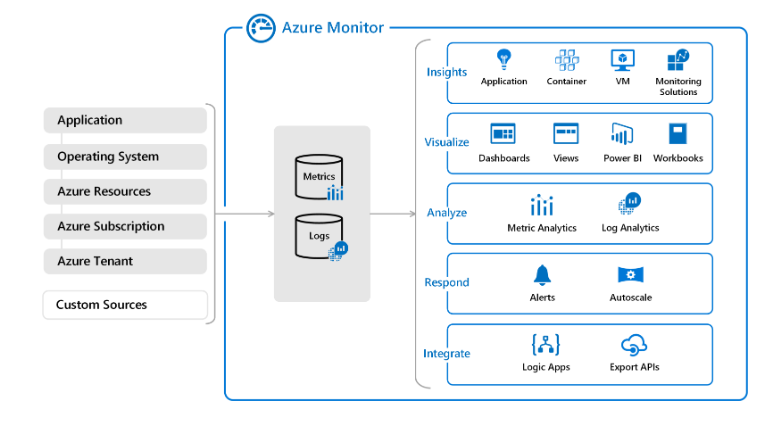 Azure Monitor
Application
Operating System
Azure Resources
Azure Subscription
Azure Tenant
Custom Sources
Metrics
Logs
Insights
Application
Container
VM
Monitoring
Solutions
Visualize
Dashboards
Views
Power BI
Workbooks
Analyze
Metric Analytics
Log Analytics
Respond
Alerts
Autoscale
Integrate
Logic Apps
Export APIs